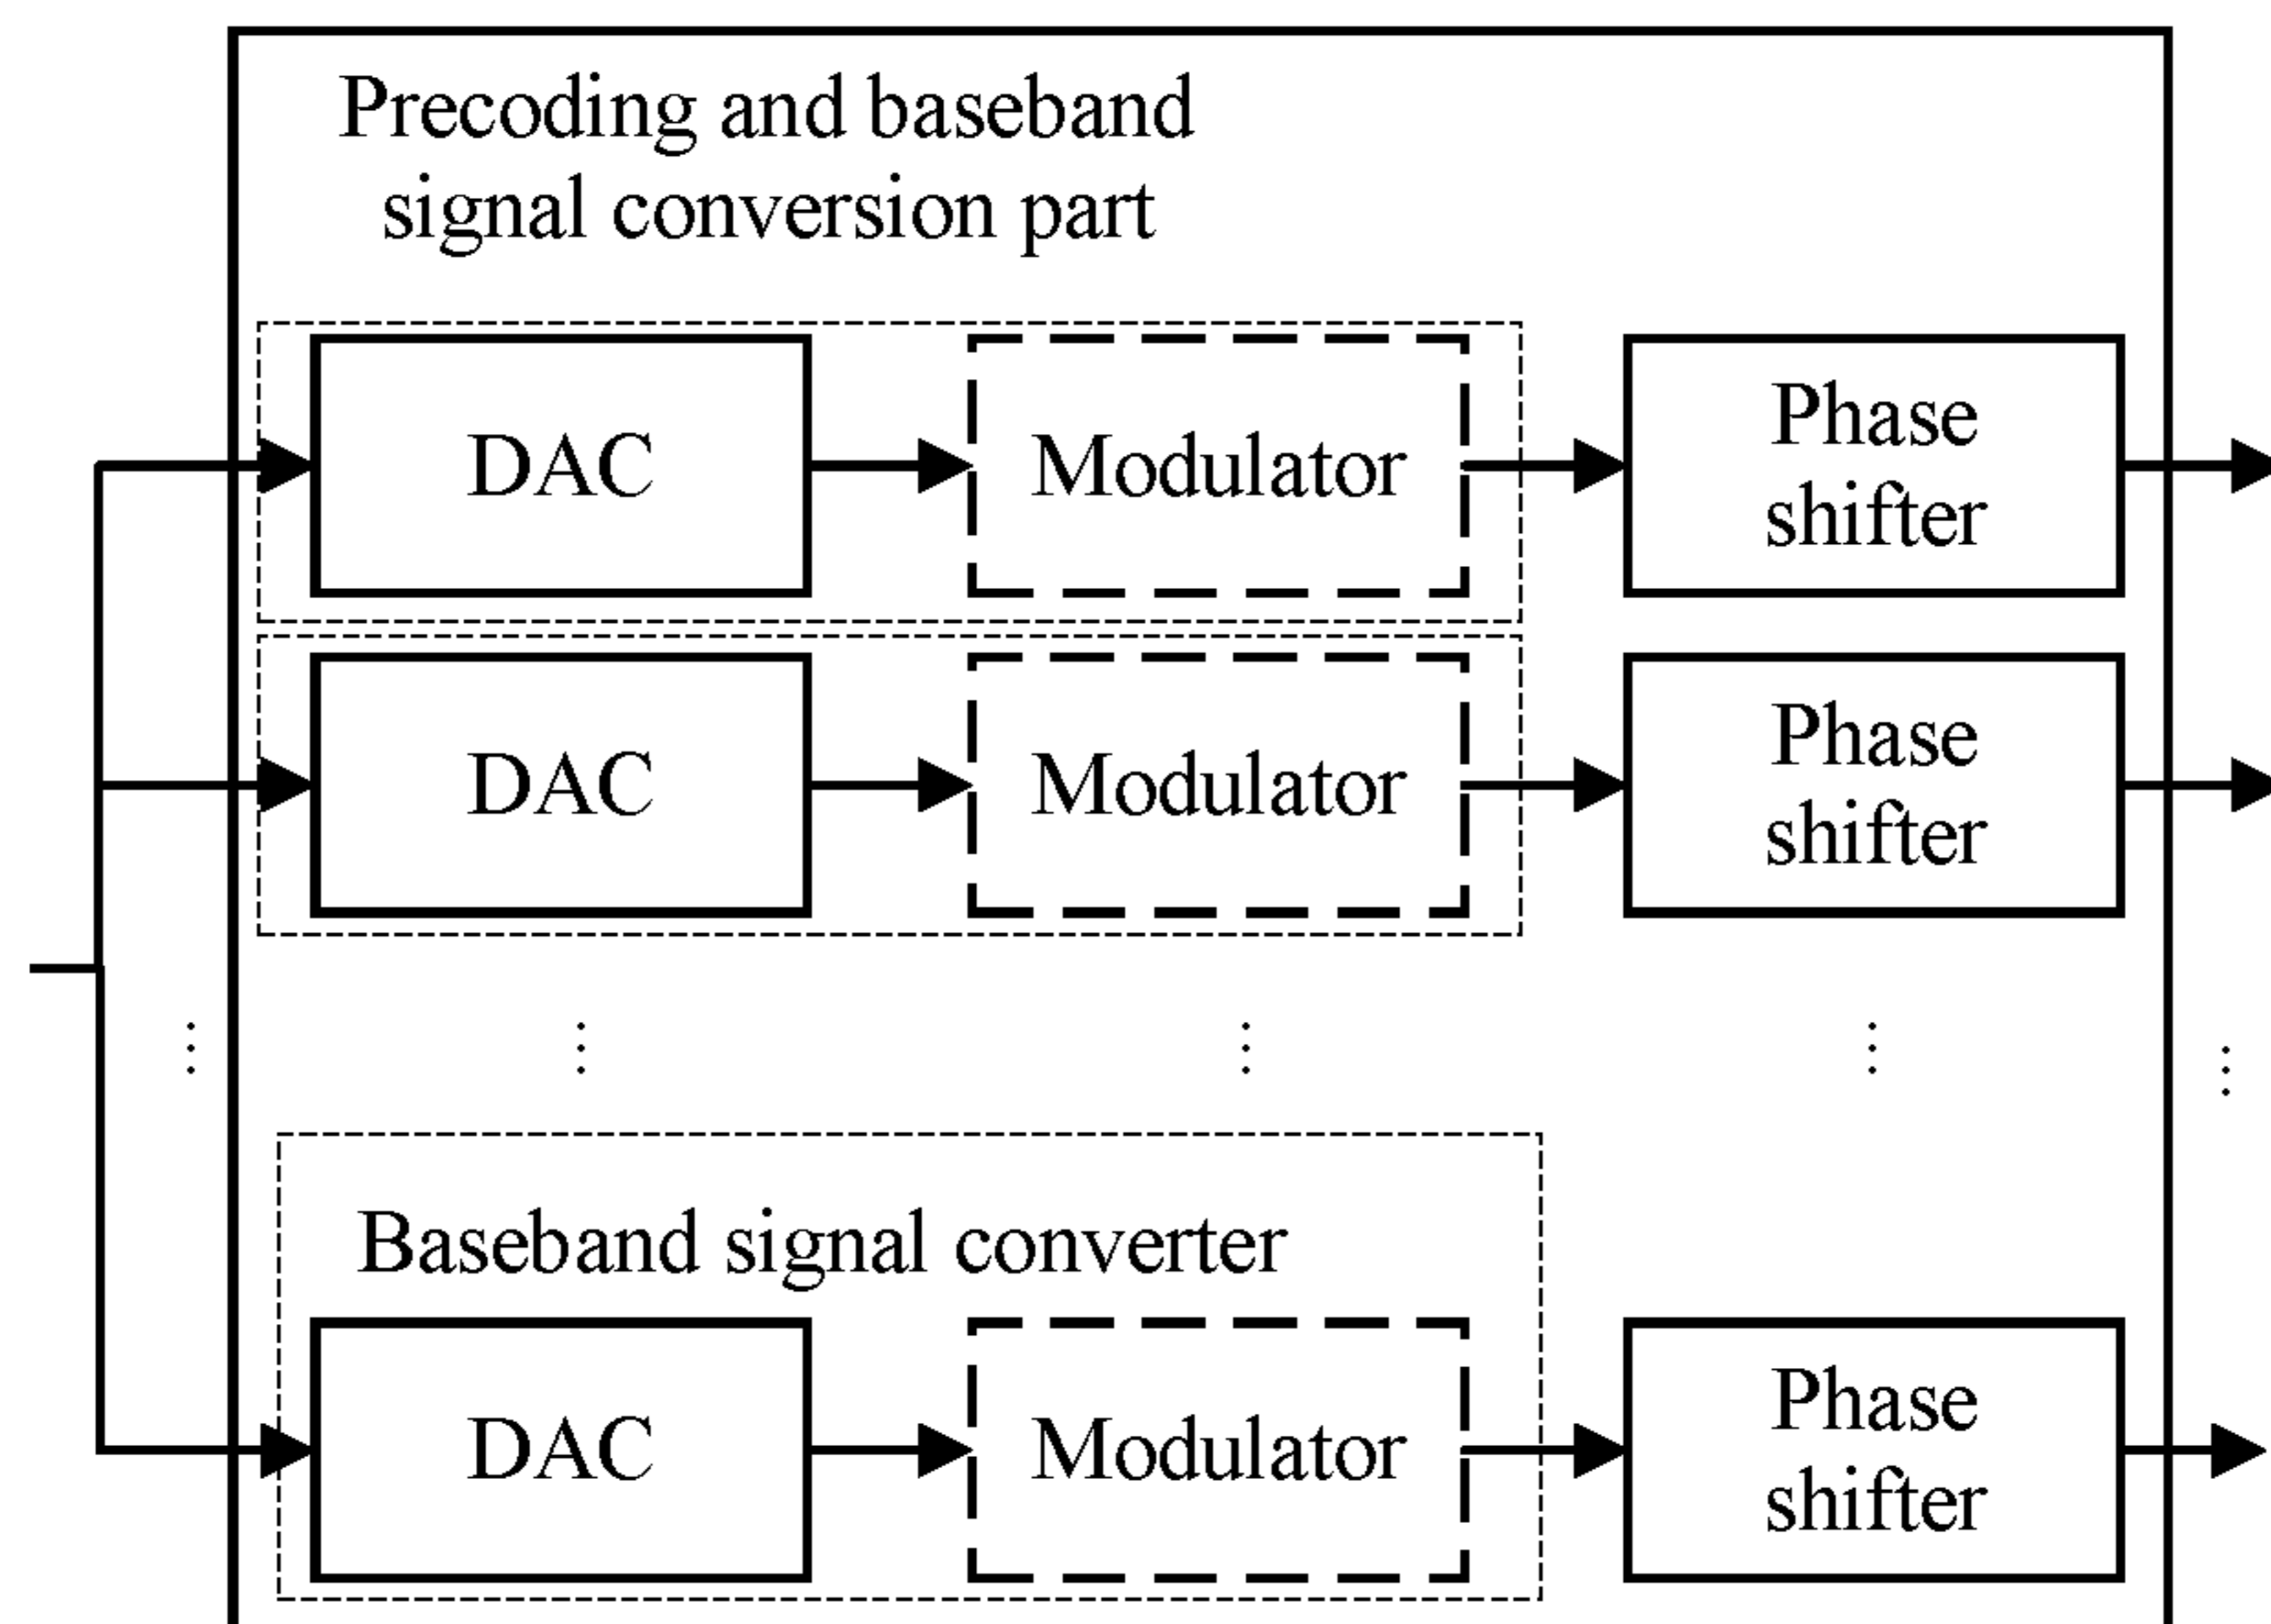 Precoding and baseband
signal conversion part
DAC
Modulator
Phase
shifter
DAC
Modulator
Phase
shifter
Baseband signal converter
DAC
Modulator
Phase
shifter